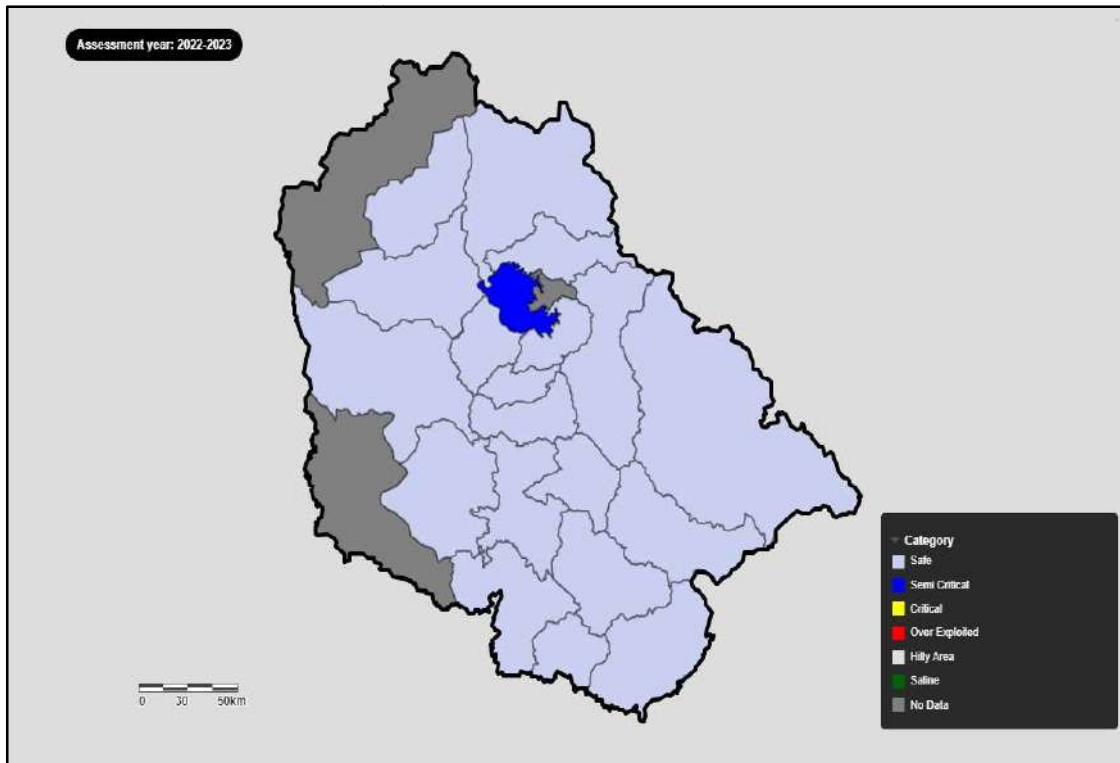 Assessment year: 2022-2023
Category
Safe
Semi Critical
Critical
Over Exploited
Hilly Area
Saline
No Data
0 30 50km